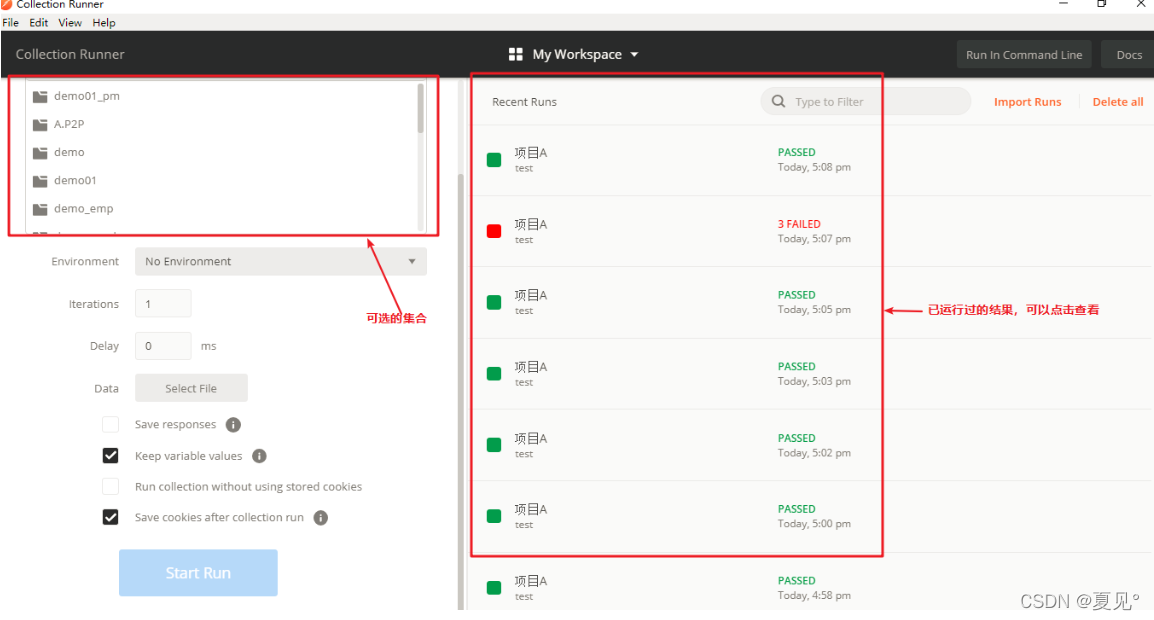 Collection Runner
File Edit View Help
Collection Runner
My Workspace
Run In Command Line
Docs
demo01_pm
A.P2P
demo
demo01
demo_emp
Environment No Environment
Iterations 1
Delay 0 ms
Data Select File
Save responses
Keep variable values
Run collection without using stored cookies
Save cookies after collection run
Start Run
可选的集合
Recent Runs Type to Filter Import Runs Delete all
项目A PASSED
test Today, 5:08 pm
项目A 3 FAILED
test Today, 5:07 pm
项目A PASSED
test Today, 5:05 pm
已运行过的结果，可以点击查看
项目A PASSED
test Today, 5:03 pm
项目A PASSED
test Today, 5:02 pm
项目A PASSED
test Today, 5:00 pm
项目A PASSED
test Today, 4:58 pm
CSDN @夏见°